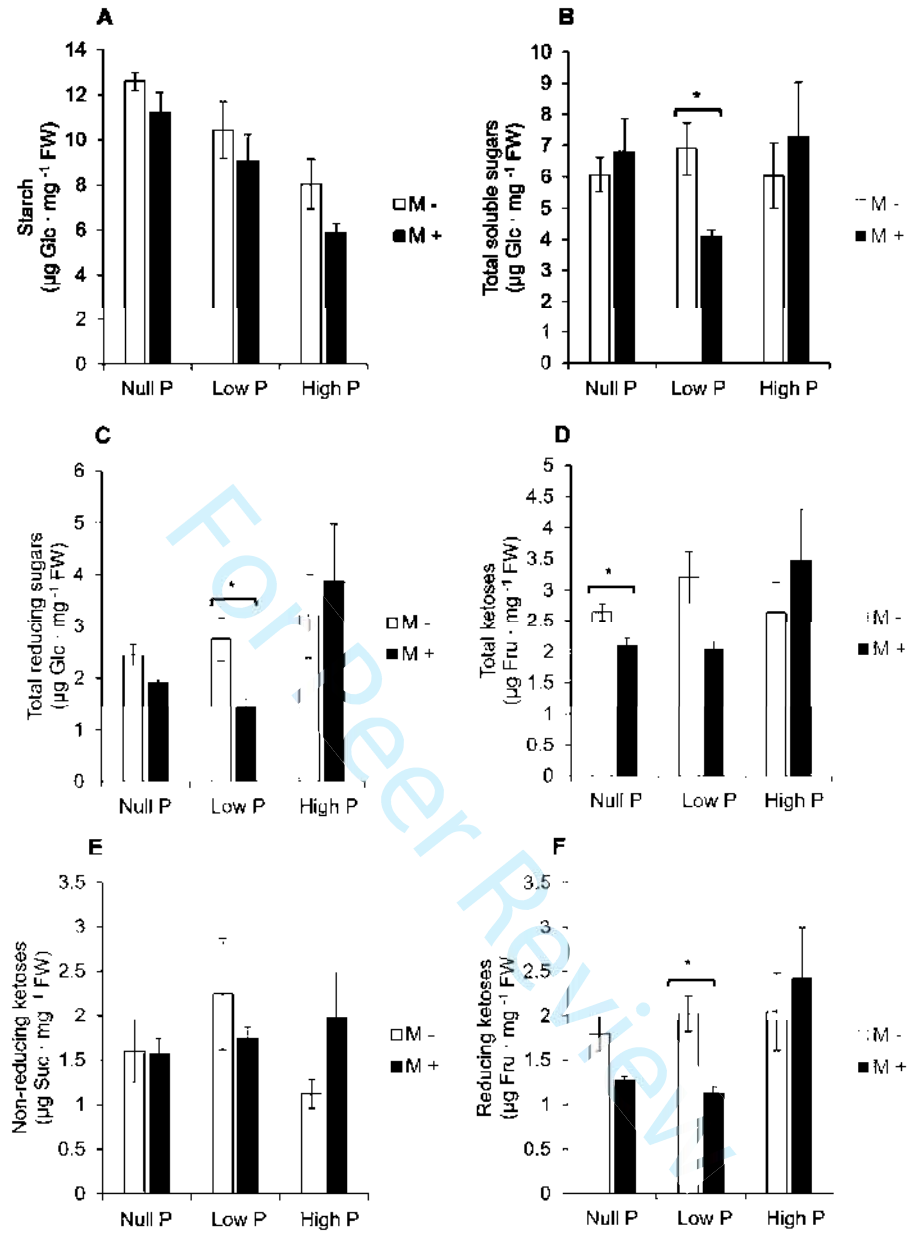 A
Starch
(µg Glc · mg ⁻¹ FW)
14
12
10
8
6
4
2
0
Null P
Low P
High P
M -
M +
B
Total soluble sugars
(µg Glc · mg ⁻¹ FW)
10
9
8
7
6
5
4
3
2
1
0
*
Null P
Low P
High P
M -
M +
C
Total reducing sugars
(µg Glc · mg ⁻¹ FW)
6
5
4
3
2
1
0
*
Null P
Low P
High P
M -
M +
D
Total ketoses
(µg Fru · mg ⁻¹ FW)
5
4.5
4
3.5
3
2.5
2
1.5
1
0.5
0
*
Null P
Low P
High P
M -
M +
E
Non-reducing ketoses
(µg Suc · mg ⁻¹ FW)
3.5
3
2.5
2
1.5
1
0.5
0
Null P
Low P
High P
M -
M +
F
Reducing ketoses
(µg Fru · mg ⁻¹ FW
3.5
3
2.5
2
1.5
1
0.5
0
*
Null P
Low P
High P
M -
M +
For Peer Review